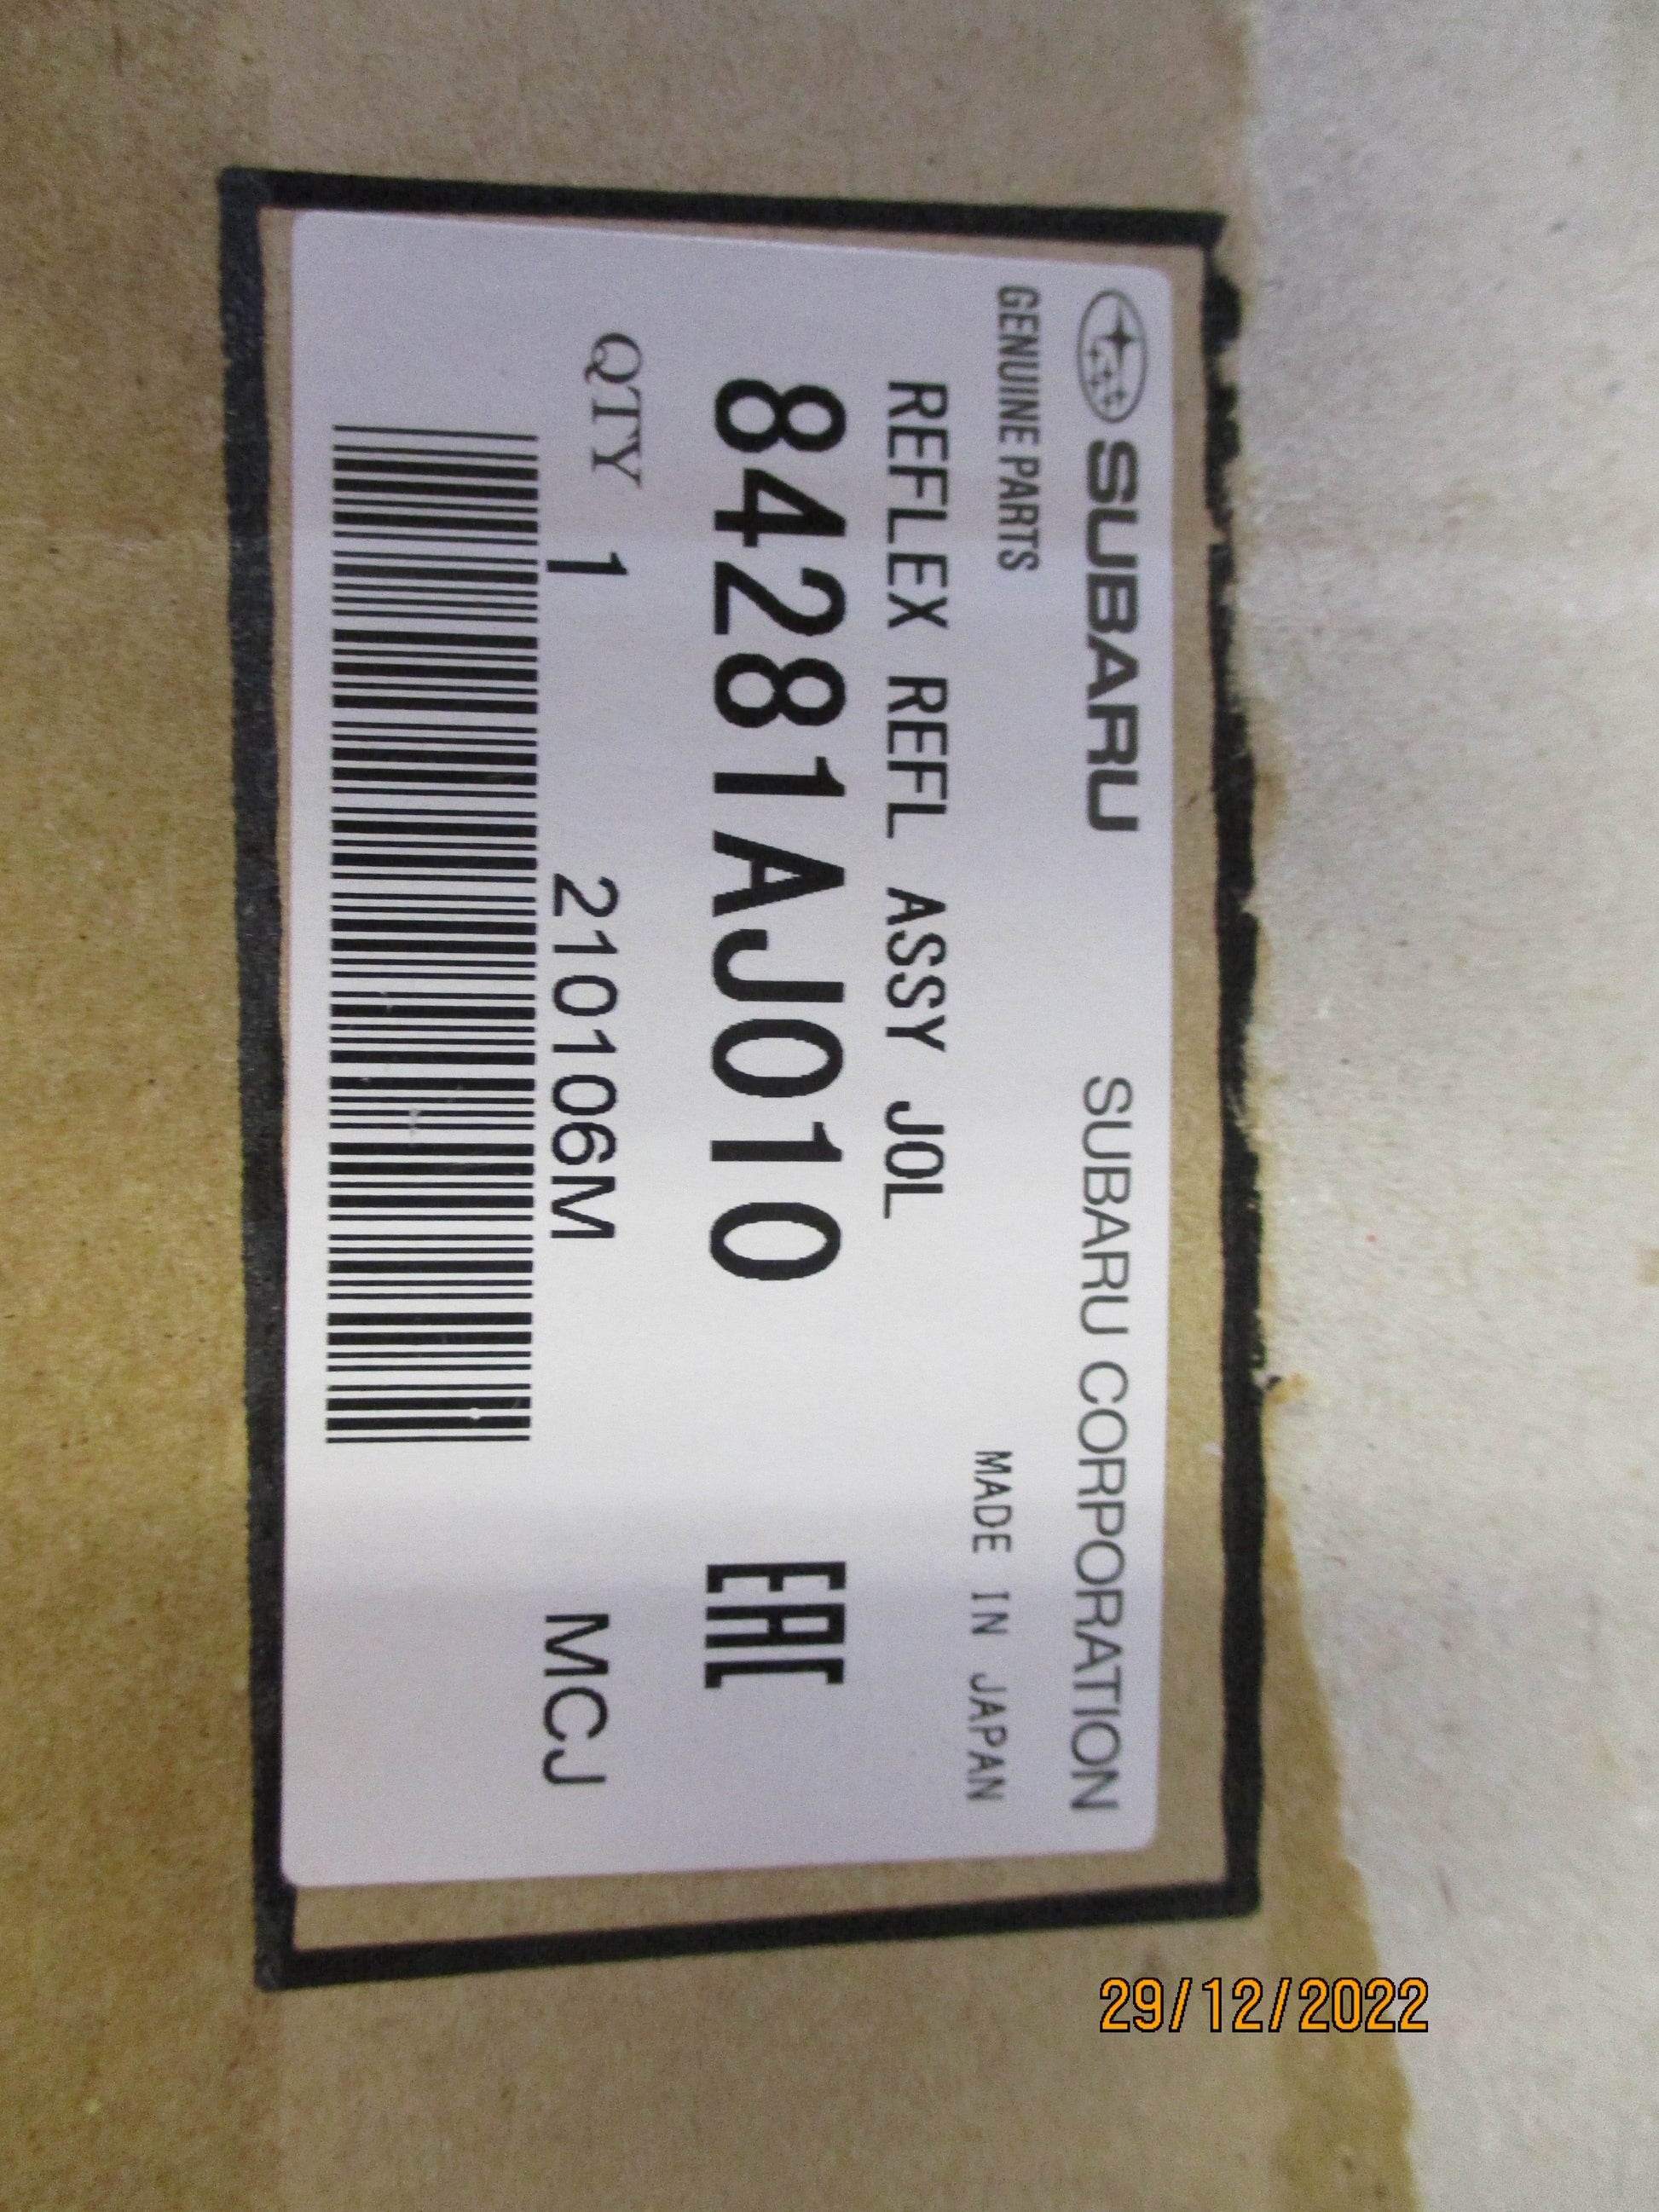 SUBARU SUBARU CORPORATION
GENUINE PARTS MADE IN JAPAN
REFLEX REFL ASSY JOL
84281AJ010 EAC
QTY 1 210106M MCJ
29/12/2022